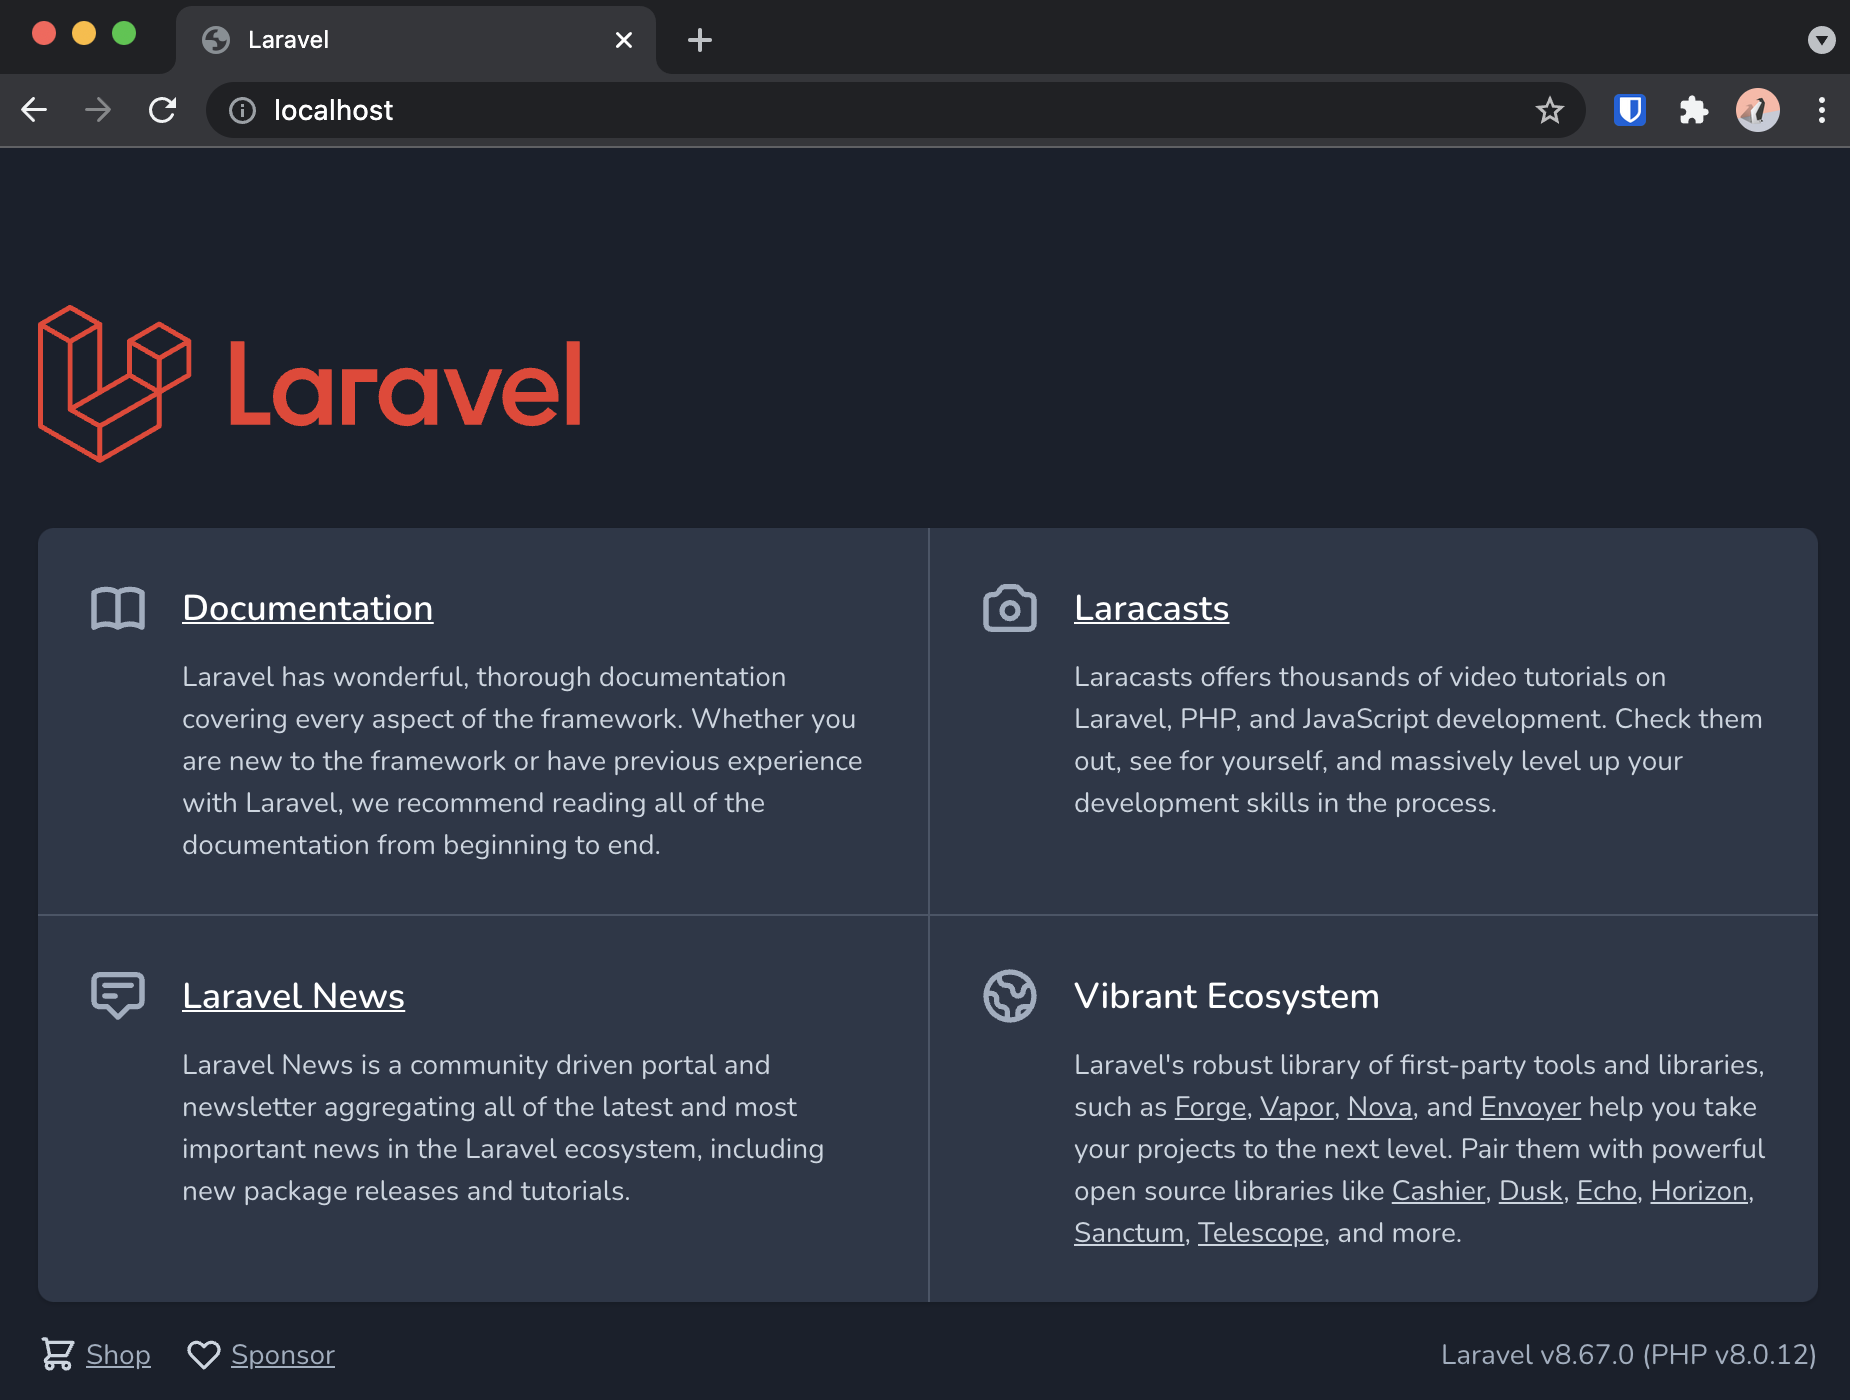 Laravel
localhost
Laravel
Documentation
Laravel has wonderful, thorough documentation
covering every aspect of the framework. Whether you
are new to the framework or have previous experience
with Laravel, we recommend reading all of the
documentation from beginning to end.
Laracasts
Laracasts offers thousands of video tutorials on
Laravel, PHP, and JavaScript development. Check them
out, see for yourself, and massively level up your
development skills in the process.
Laravel News
Laravel News is a community driven portal and
newsletter aggregating all of the latest and most
important news in the Laravel ecosystem, including
new package releases and tutorials.
Vibrant Ecosystem
Laravel's robust library of first-party tools and libraries,
such as Forge, Vapor, Nova, and Envoyer help you take
your projects to the next level. Pair them with powerful
open source libraries like Cashier, Dusk, Echo, Horizon,
Sanctum, Telescope, and more.
Shop
Sponsor
Laravel v8.67.0 (PHP v8.0.12)